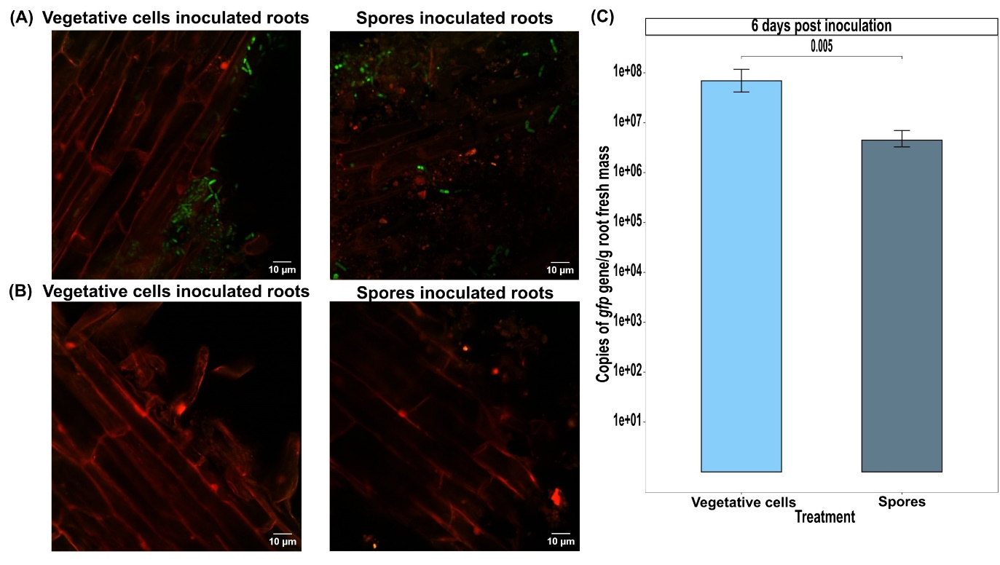 (A) Vegetative cells inoculated roots
Spores inoculated roots
10 µm
10 µm
(B) Vegetative cells inoculated roots
Spores inoculated roots
10 µm
10 µm
(C)
6 days post inoculation
0.005
Copies of gfp gene/g root fresh mass
1e+08
1e+07
1e+06
1e+05
1e+04
1e+03
1e+02
1e+01
Vegetative cells
Spores
Treatment